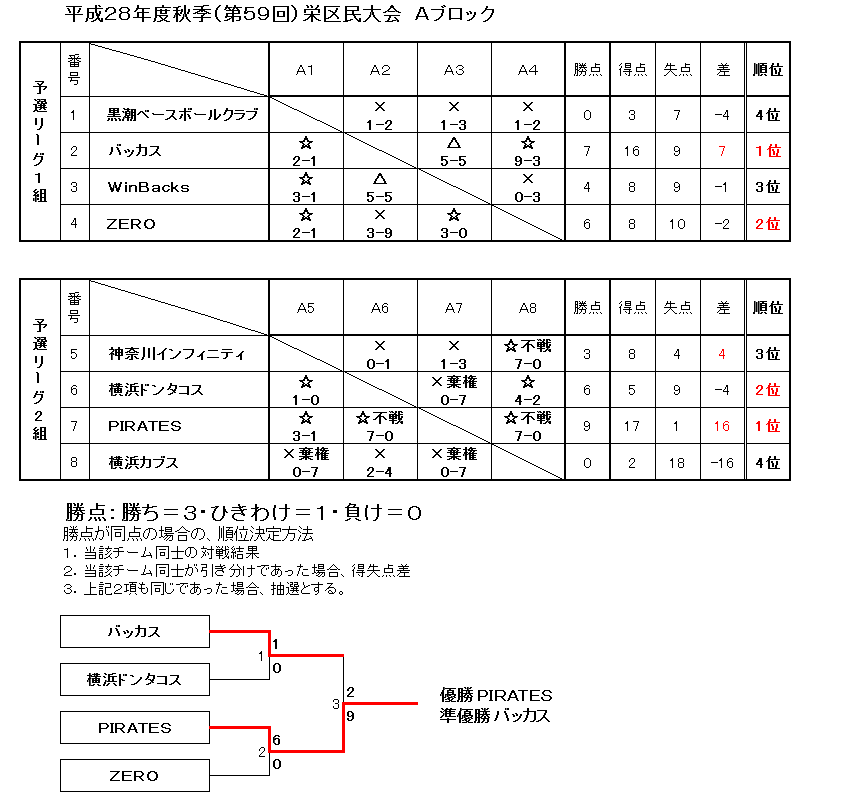 平成28年度秋季(第59回)栄区民大会 Aブロック
予選リーグ1組
番号 A1 A2 A3 A4 勝点 得点 失点 差 順位
1 黒潮ベースボールクラブ × 1-2 × 1-3 × 1-2 0 3 7 -4 4位
2 バッカス ☆ 2-1 △ 5-5 ☆ 9-3 7 16 9 7 1位
3 WinBacks ☆ 3-1 △ 5-5 × 0-3 4 8 9 -1 3位
4 ZERO ☆ 2-1 × 3-9 ☆ 3-0 6 8 10 -2 2位
予選リーグ2組
番号 A5 A6 A7 A8 勝点 得点 失点 差 順位
5 神奈川インフィニティ × 0-1 × 1-3 ☆不戦 7-0 3 8 4 4 3位
6 横浜ドンタコス ☆ 1-0 ×棄権 0-7 ☆ 4-2 6 5 9 -4 2位
7 PIRATES ☆ 3-1 ☆不戦 7-0 ☆不戦 7-0 9 17 1 16 1位
8 横浜カブス ×棄権 0-7 × 2-4 ×棄権 0-7 0 2 18 -16 4位
勝点:勝ち=3・ひきわけ=1・負け=0
勝点が同点の場合の、順位決定方法
1. 当該チーム同士の対戦結果
2. 当該チーム同士が引き分けであった場合、得失点差
3. 上記2項も同じであった場合、抽選とする。
バッカス
1
1
0
横浜ドンタコス
2
3
9
優勝 PIRATES
準優勝 バッカス
PIRATES
6
2
0
ZERO